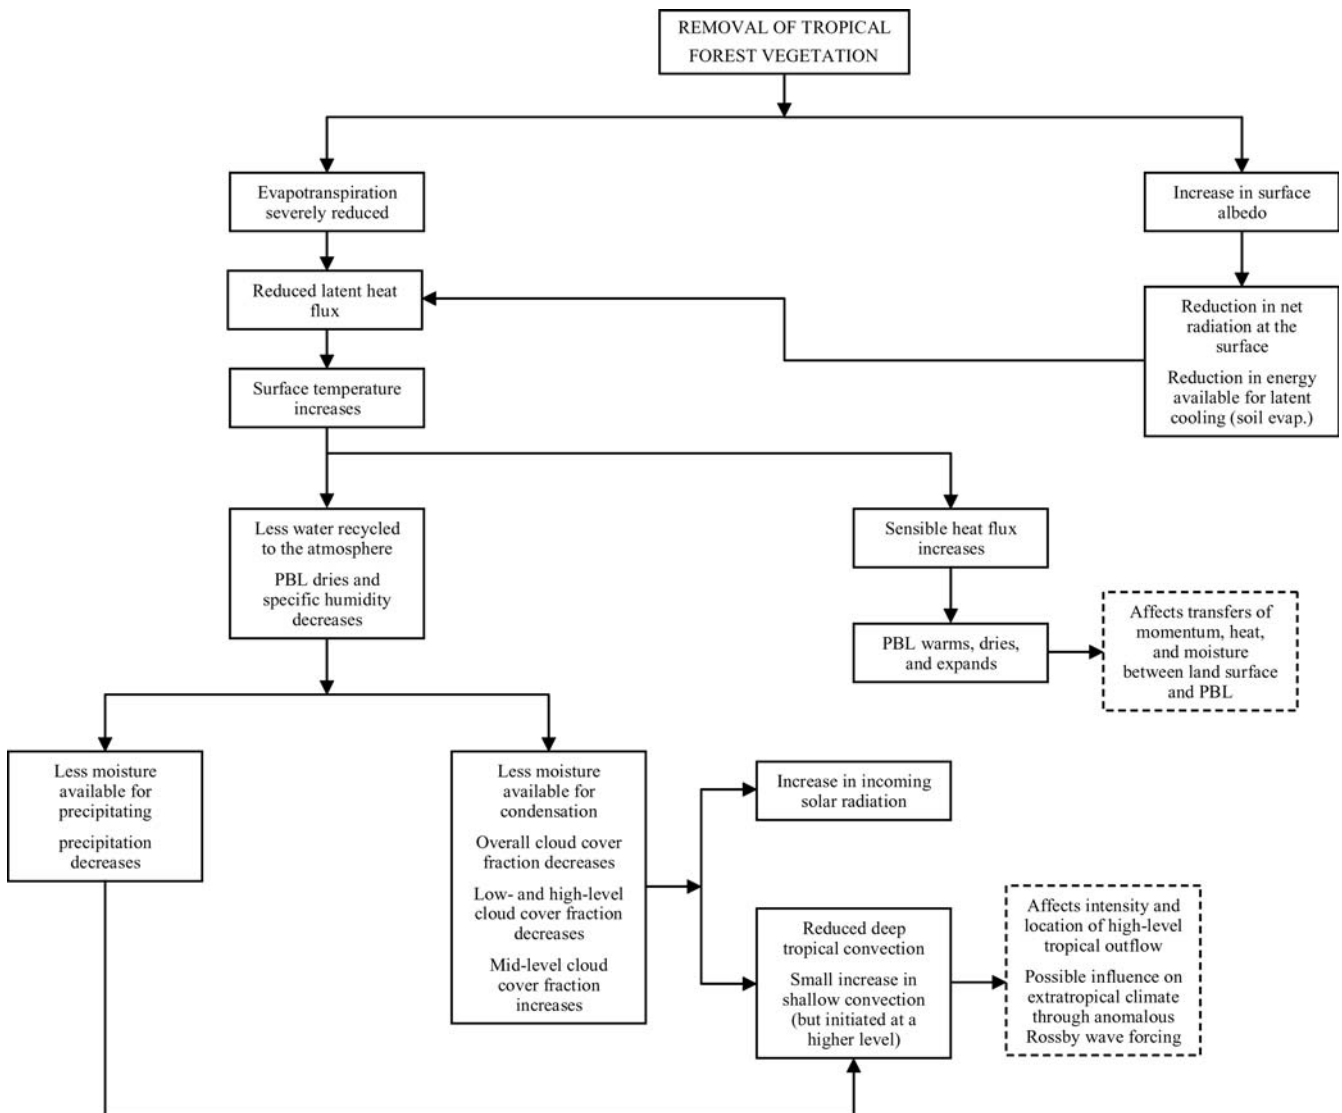 REMOVAL OF TROPICAL
FOREST VEGETATION
Evapotranspiration
severely reduced
Increase in surface
albedo
Reduced latent heat
flux
Reduction in net
radiation at the
surface
Reduction in energy
available for latent
cooling (soil evap.)
Surface temperature
increases
Less water recycled
to the atmosphere
PBL dries and
specific humidity
decreases
Sensible heat flux
increases
PBL warms, dries,
and expands
Affects transfers of
momentum, heat,
and moisture
between land surface
and PBL
Less moisture
available for
precipitating
precipitation
decreases
Less moisture
available for
condensation
Overall cloud cover
fraction decreases
Low- and high-level
cloud cover fraction
decreases
Mid-level cloud
cover fraction
increases
Increase in incoming
solar radiation
Reduced deep
tropical convection
Small increase in
shallow convection
(but initiated at a
higher level)
Affects intensity and
location of high-level
tropical outflow
Possible influence on
extratropical climate
through anomalous
Rossby wave forcing